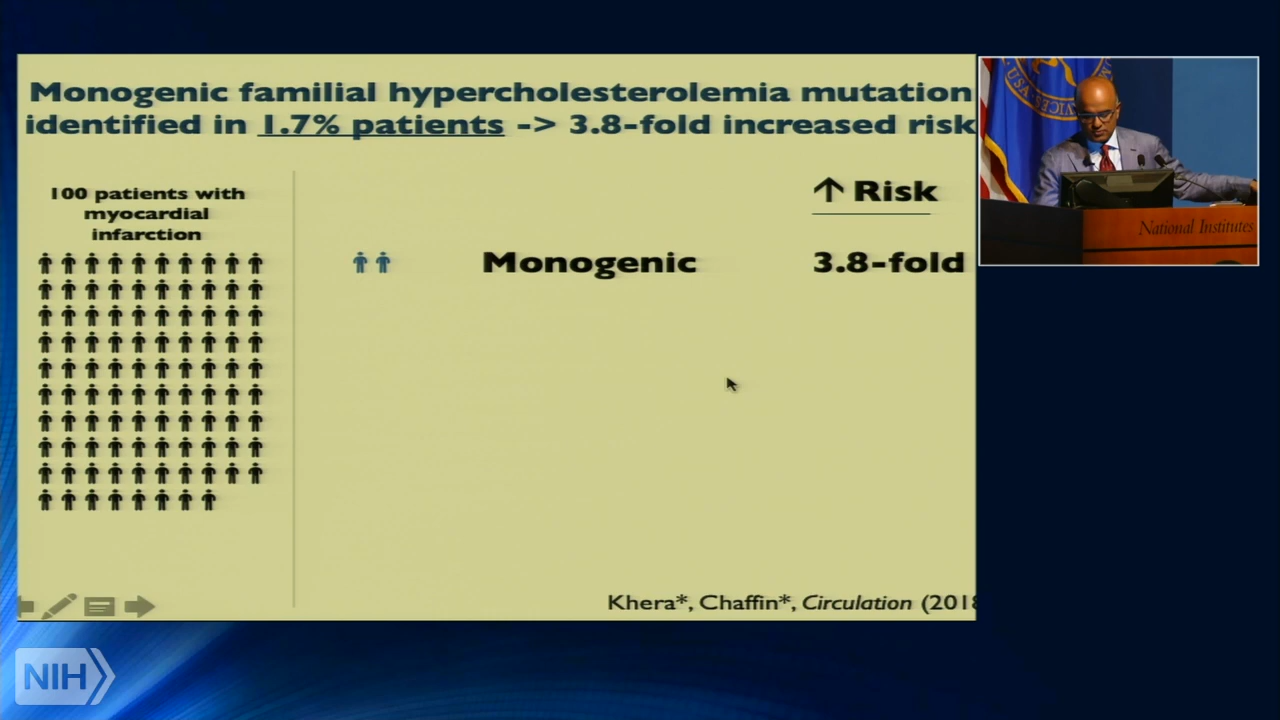 Monogenic familial hypercholesterolemia mutation
identified in 1.7% patients -> 3.8-fold increased risk
100 patients with
myocardial
infarction
↑ Risk
Monogenic 3.8-fold
Khera*, Chaffin*, Circulation (2018
National Institutes
NIH